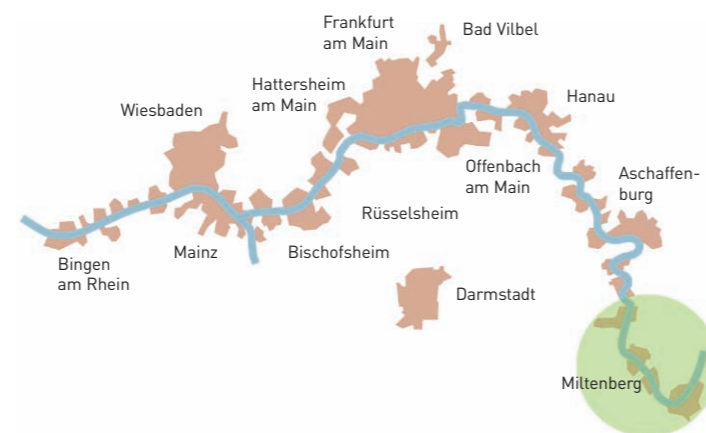 Frankfurt
am Main
Bad Vilbel
Hattersheim
am Main
Wiesbaden
Hanau
Offenbach
am Main
Aschaffen-
burg
Rüsselsheim
Mainz
Bischofsheim
Bingen
am Rhein
Darmstadt
Miltenberg